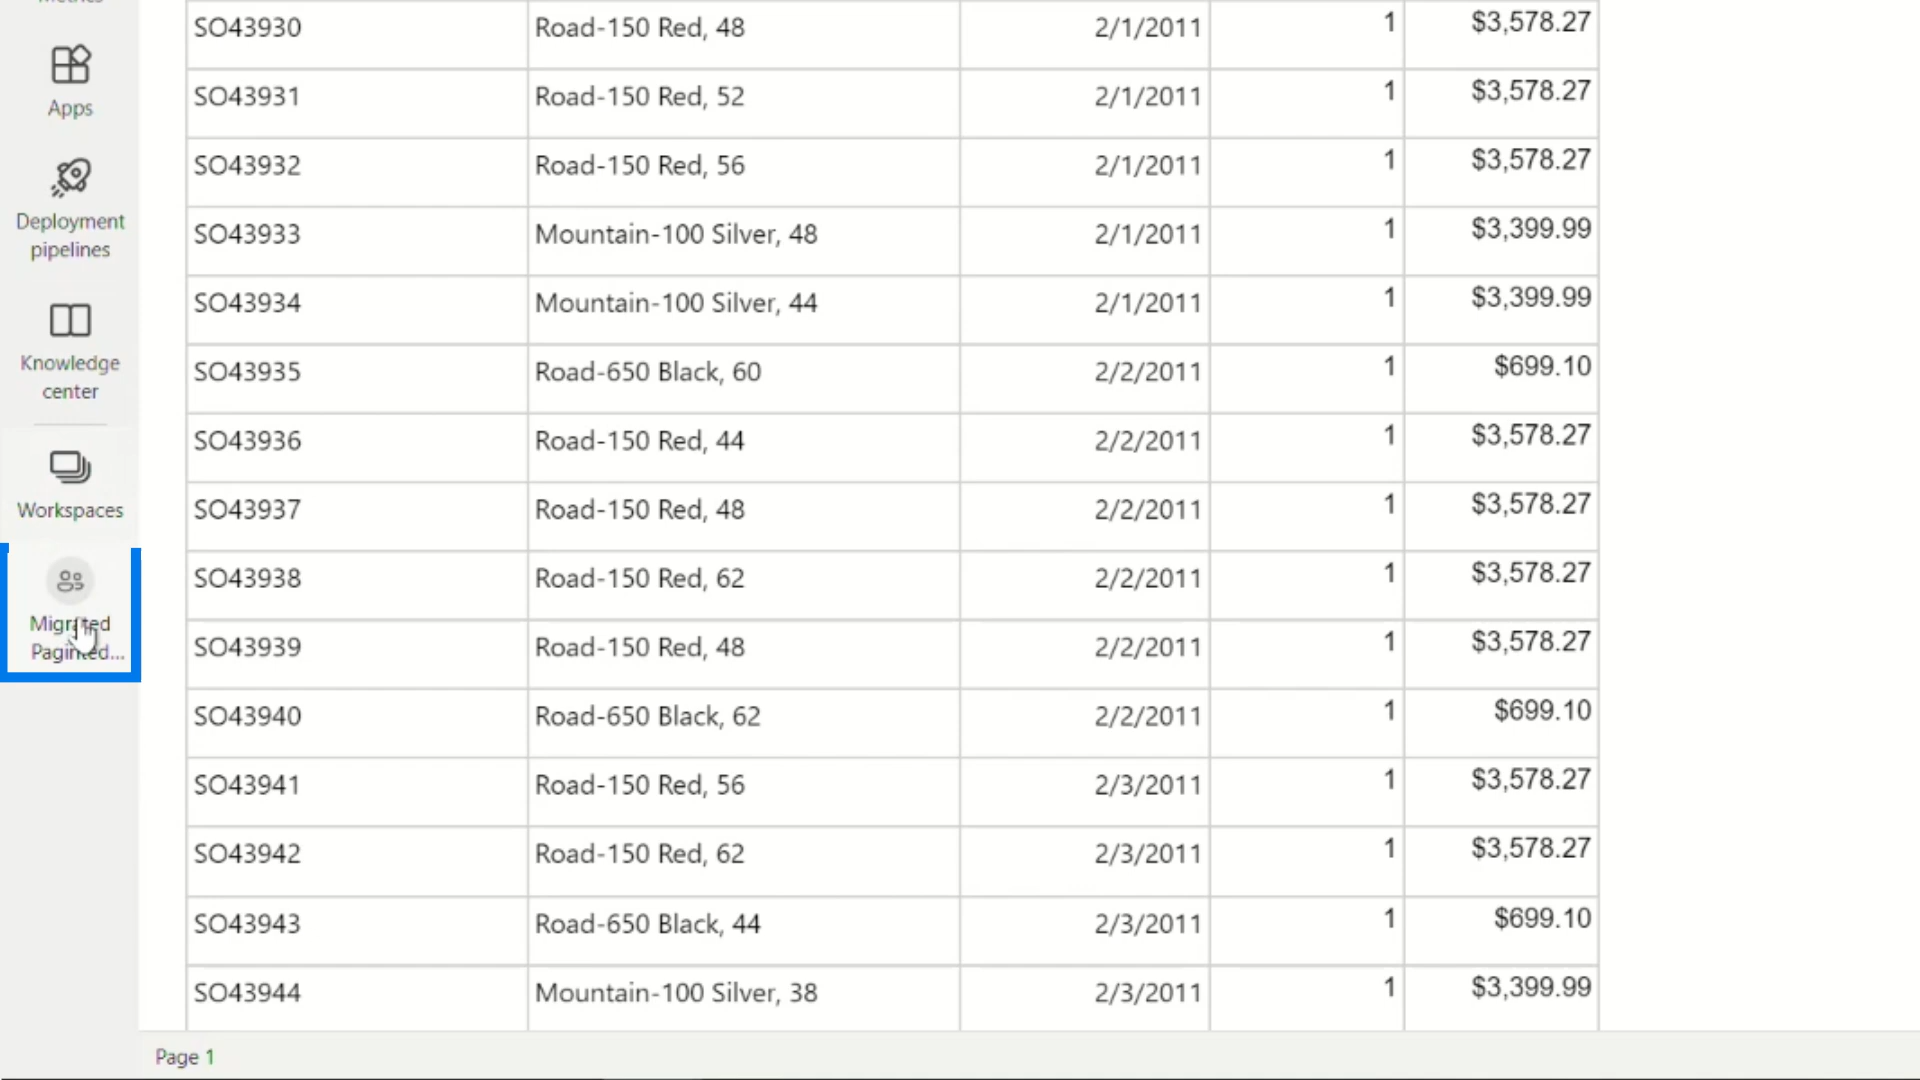 Metrics
Apps
Deployment
pipelines
Knowledge
center
Workspaces
Migrated
Paginted...
SO43930 Road-150 Red, 48 2/1/2011 1 $3,578.27
SO43931 Road-150 Red, 52 2/1/2011 1 $3,578.27
SO43932 Road-150 Red, 56 2/1/2011 1 $3,578.27
SO43933 Mountain-100 Silver, 48 2/1/2011 1 $3,399.99
SO43934 Mountain-100 Silver, 44 2/1/2011 1 $3,399.99
SO43935 Road-650 Black, 60 2/2/2011 1 $699.10
SO43936 Road-150 Red, 44 2/2/2011 1 $3,578.27
SO43937 Road-150 Red, 48 2/2/2011 1 $3,578.27
SO43938 Road-150 Red, 62 2/2/2011 1 $3,578.27
SO43939 Road-150 Red, 48 2/2/2011 1 $3,578.27
SO43940 Road-650 Black, 62 2/2/2011 1 $699.10
SO43941 Road-150 Red, 56 2/3/2011 1 $3,578.27
SO43942 Road-150 Red, 62 2/3/2011 1 $3,578.27
SO43943 Road-650 Black, 44 2/3/2011 1 $699.10
SO43944 Mountain-100 Silver, 38 2/3/2011 1 $3,399.99
Page 1